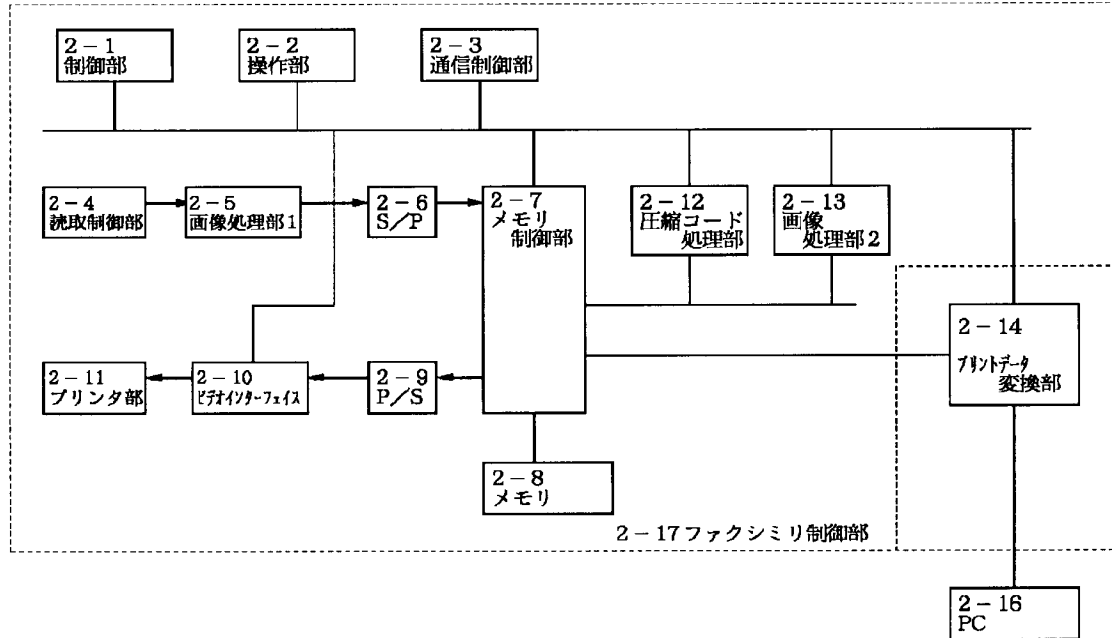 2-1
制御部
2-2
操作部
2-3
通信制御部
2-4
読取制御部
2-5
画像処理部1
2-6
S/P
2-7
メモリ
制御部
2-12
圧縮コード
処理部
2-13
画像
処理部2
2-14
プリントデータ
変換部
2-11
プリンタ部
2-10
ビデオインターフェイス
2-9
P/S
2-8
メモリ
2-17ファクシミリ制御部
2-16
PC